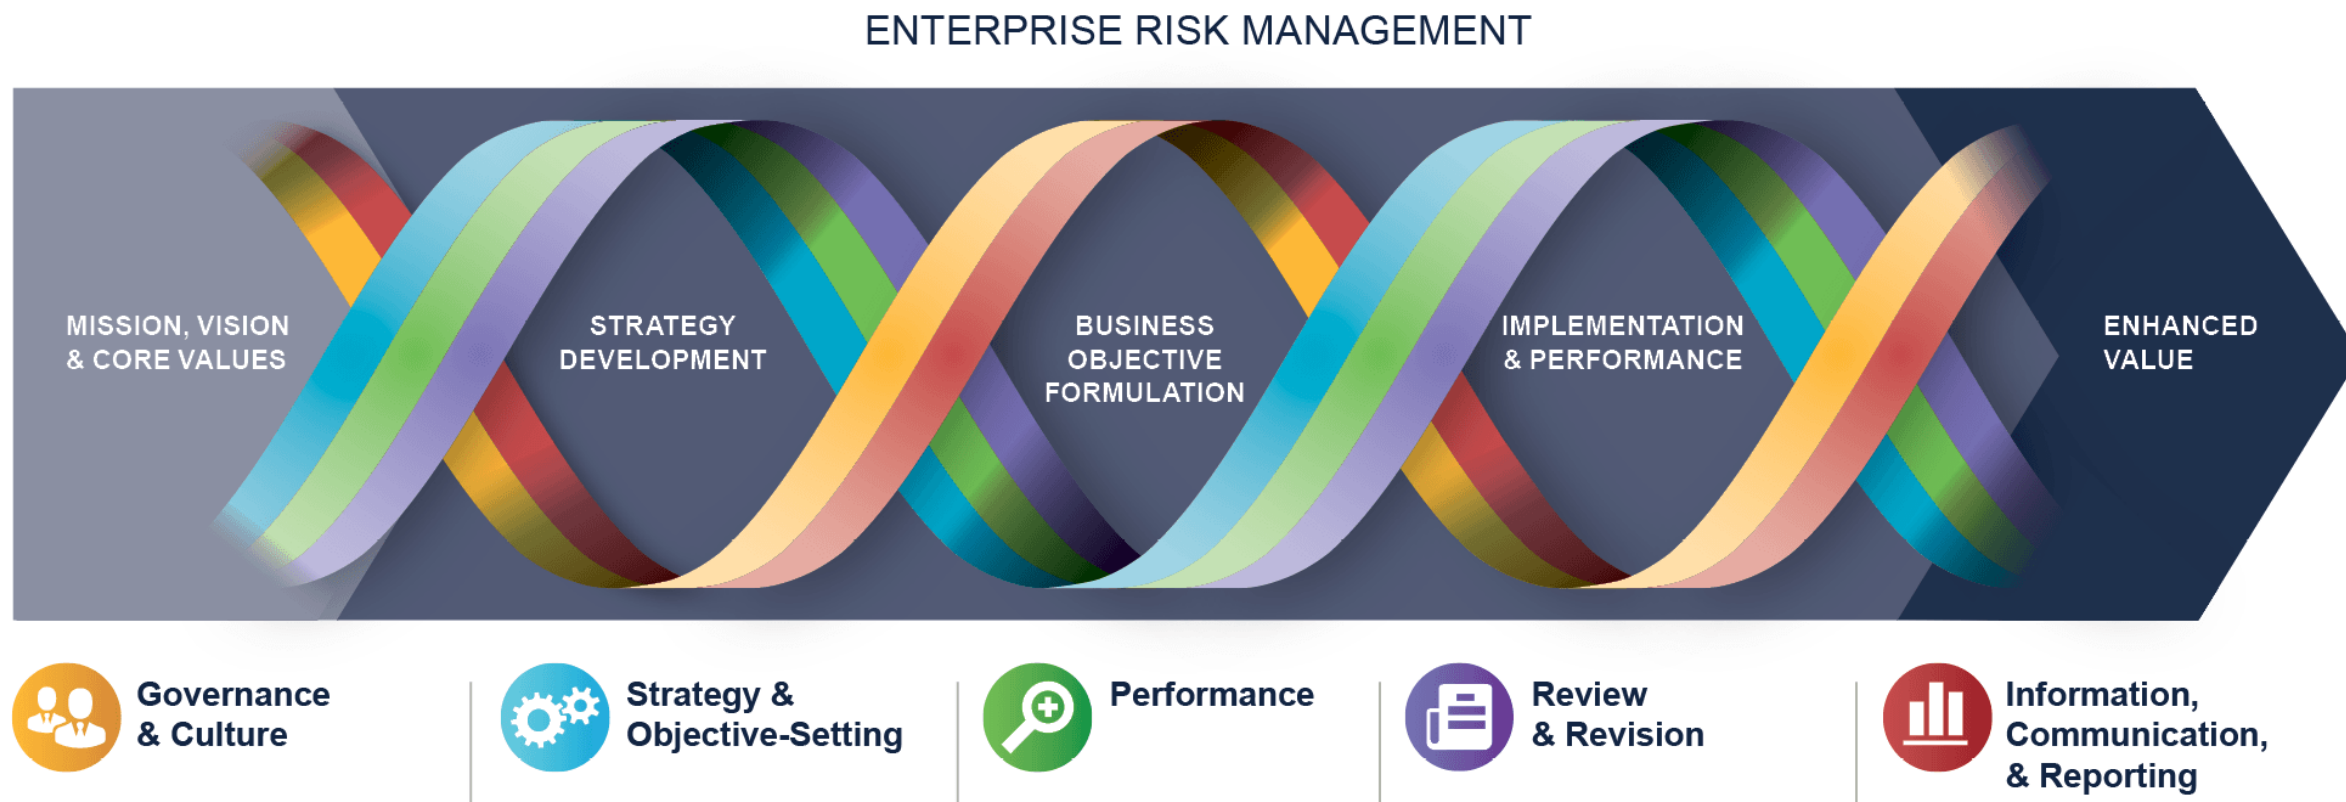 ENTERPRISE RISK MANAGEMENT
MISSION, VISION
& CORE VALUES
STRATEGY
DEVELOPMENT
BUSINESS
OBJECTIVE
FORMULATION
IMPLEMENTATION
& PERFORMANCE
ENHANCED
VALUE
Governance
& Culture
Strategy &
Objective-Setting
Performance
Review
& Revision
Information,
Communication,
& Reporting